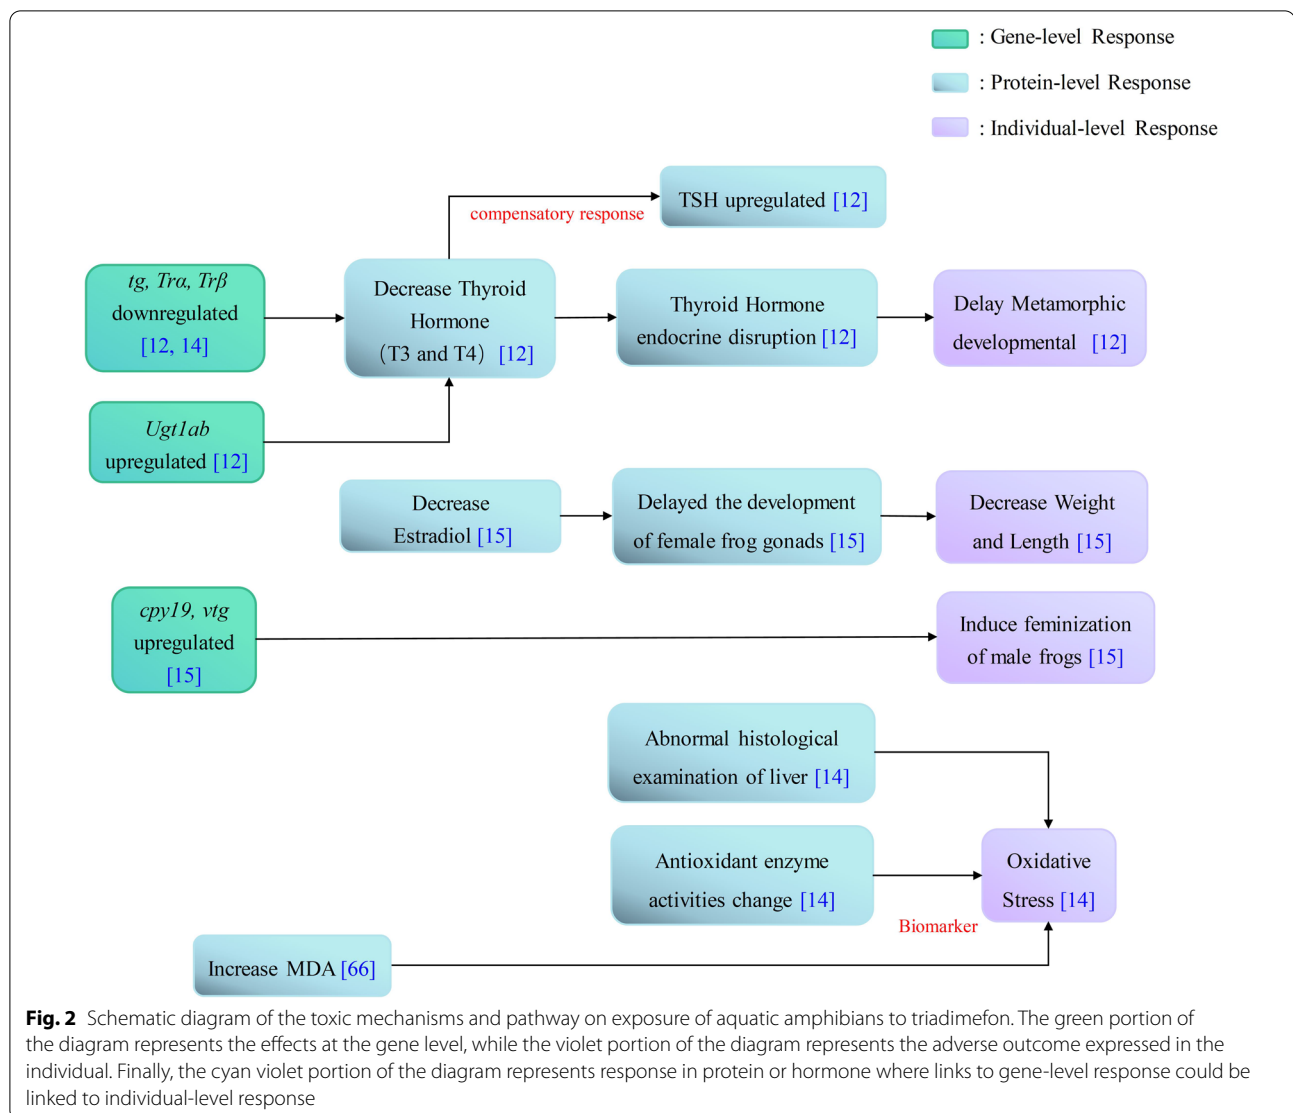 : Gene-level Response
: Protein-level Response
: Individual-level Response
TSH upregulated [12]
compensatory response
tg, Trα, Trβ
downregulated
[12, 14]
Decrease Thyroid
Hormone
(T3 and T4) [12]
Thyroid Hormone
endocrine disruption [12]
Delay Metamorphic
developmental [12]
Ugt1ab
upregulated [12]
Decrease
Estradiol [15]
Delayed the development
of female frog gonads [15]
Decrease Weight
and Length [15]
cpy19, vtg
upregulated
[15]
Induce feminization
of male frogs [15]
Abnormal histological
examination of liver [14]
Antioxidant enzyme
activities change [14]
Oxidative
Stress [14]
Biomarker
Increase MDA [66]
Fig. 2 Schematic diagram of the toxic mechanisms and pathway on exposure of aquatic amphibians to triadimefon. The green portion of
the diagram represents the effects at the gene level, while the violet portion of the diagram represents the adverse outcome expressed in the
individual. Finally, the cyan violet portion of the diagram represents response in protein or hormone where links to gene-level response could be
linked to individual-level response